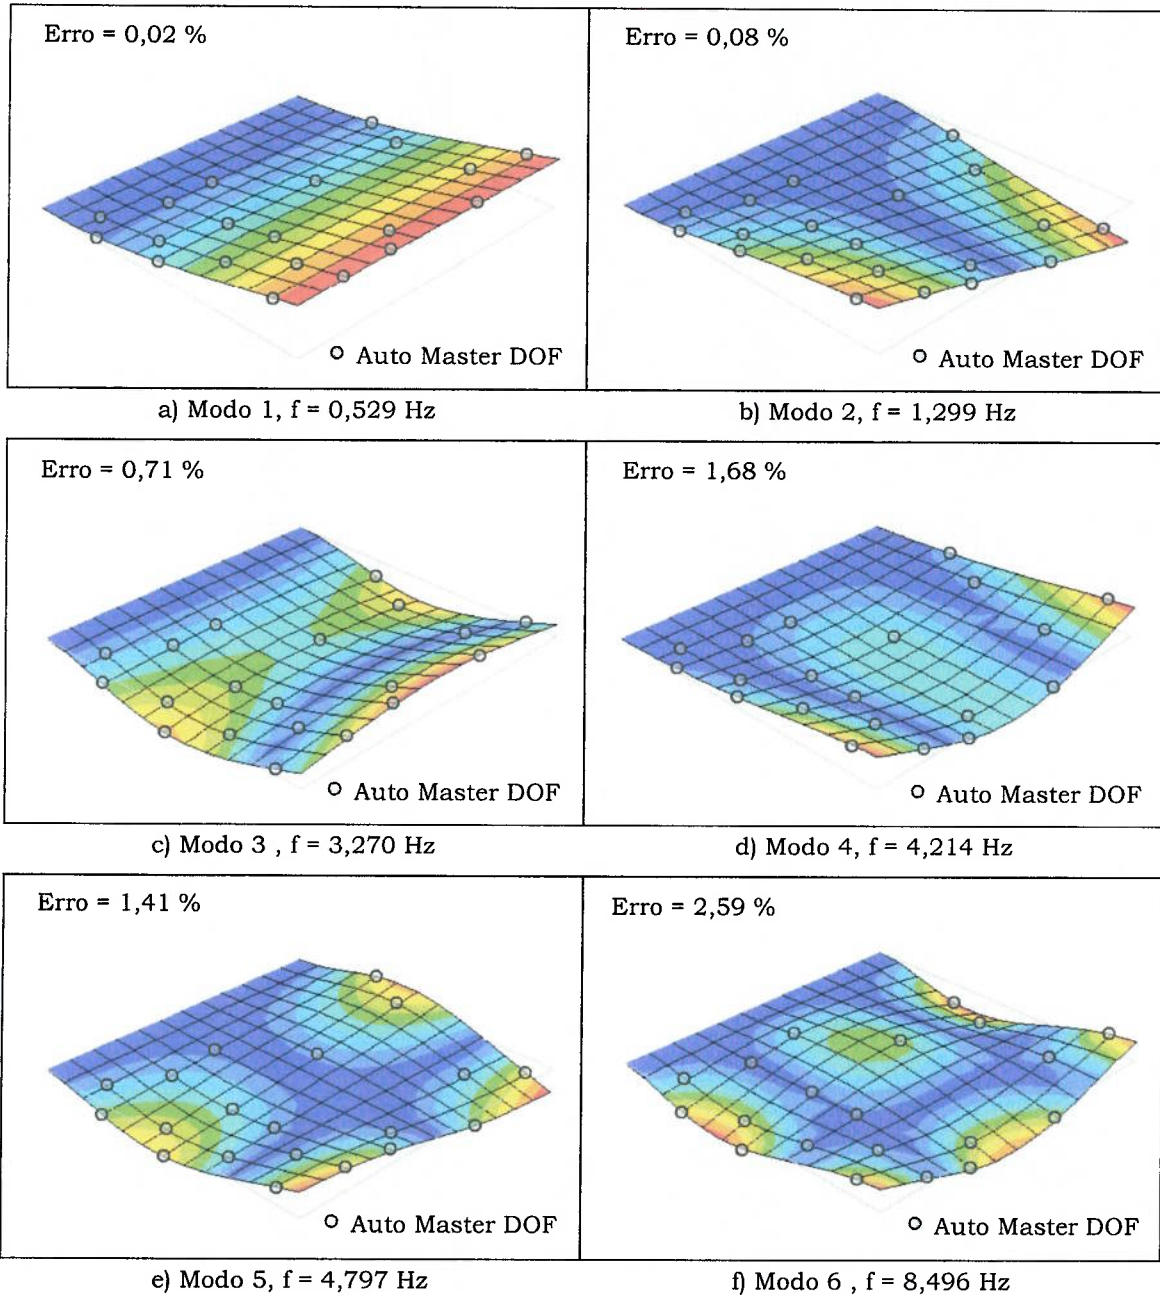 Erro = 0,02 %
Erro = 0,08 %
Auto Master DOF
Auto Master DOF
a) Modo 1, f = 0,529 Hz
b) Modo 2, f = 1,299 Hz
Erro = 0,71 %
Erro = 1,68 %
Auto Master DOF
Auto Master DOF
c) Modo 3 , f = 3,270 Hz
d) Modo 4, f = 4,214 Hz
Erro = 1,41 %
Erro = 2,59 %
Auto Master DOF
Auto Master DOF
e) Modo 5, f = 4,797 Hz
f) Modo 6 , f = 8,496 Hz